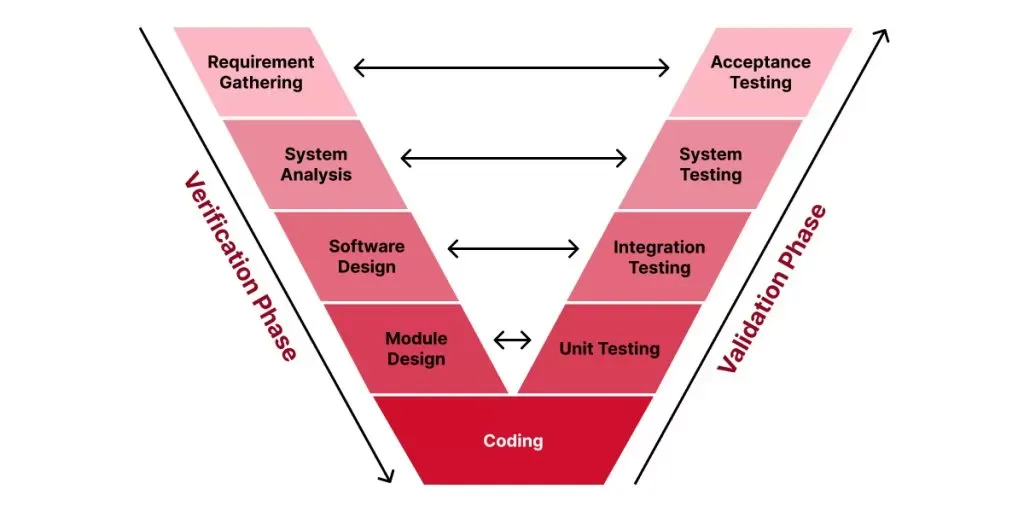 Requirement
Gathering
Acceptance
Testing
System
Analysis
System
Testing
Software
Design
Integration
Testing
Module
Design
Unit Testing
Coding
Verification Phase
Validation Phase